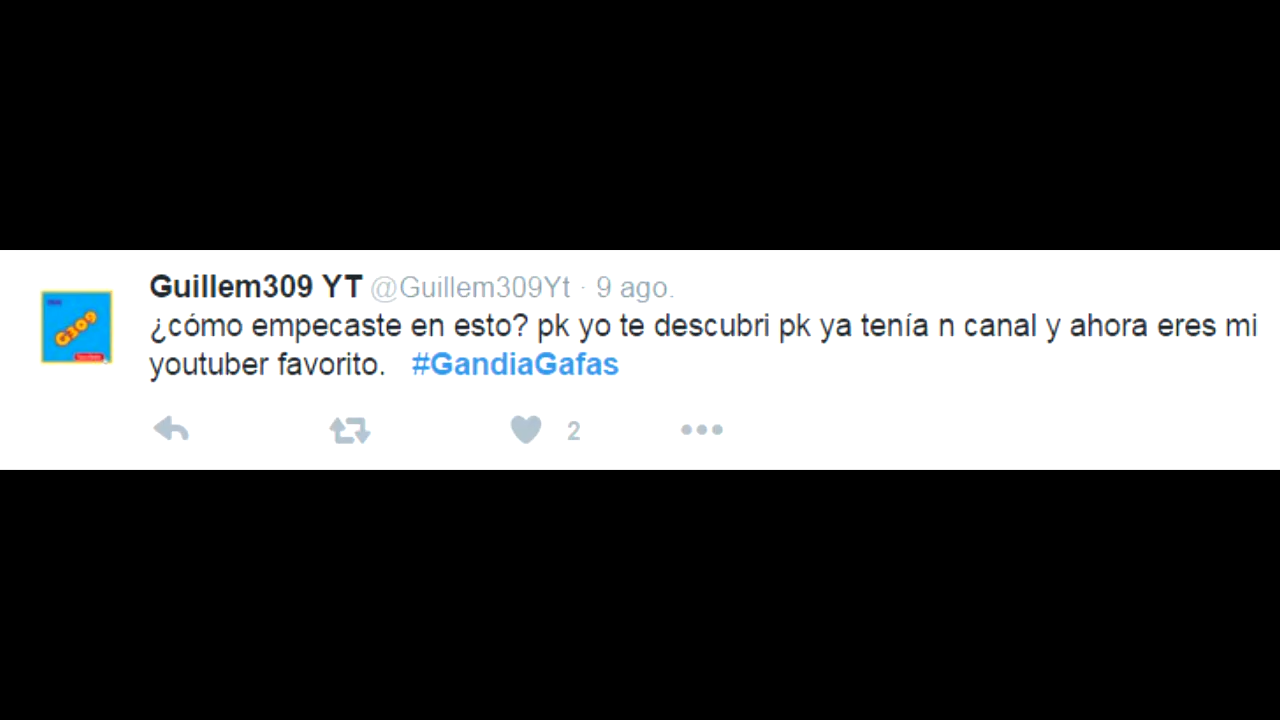 Guillem309 YT @Guillem309Yt · 9 ago.
¿cómo empecaste en esto? pk yo te descubri pk ya tenía n canal y ahora eres mi
youtuber favorito. #GandiaGafas
2
G309